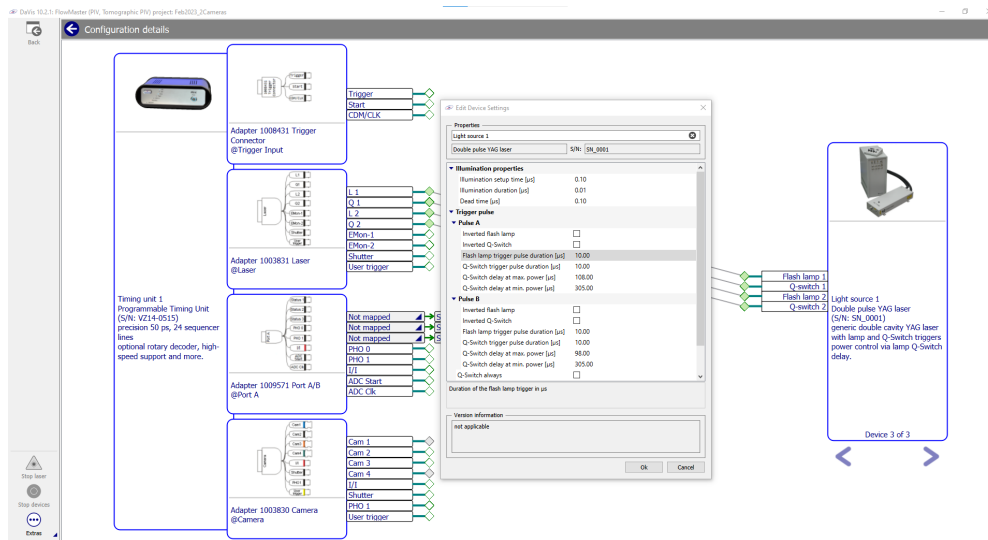 DaVis 10.2.1: FlowMaster (PIV, Tomographic PIV) project: Feb2023_2Cameras
Back
Configuration details
Adapter 1008431 Trigger
Connector
@Trigger Input
Trigger
Start
CDM/CLK
Adapter 1003831 Laser
@Laser
L 1
Q 1
L 2
Q 2
EMon-1
EMon-2
Shutter
User trigger
Timing unit 1
Programmable Timing Unit
(S/N: VZ14-0515)
precision 50 ps, 24 sequencer
lines
optional rotary decoder, high-
speed support and more.
Adapter 1009571 Port A/B
@Port A
Not mapped
Not mapped
Not mapped
PHO 0
PHO 1
I/I
ADC Start
ADC Clk
Adapter 1003830 Camera
@Camera
Cam 1
Cam 2
Cam 3
Cam 4
I/I
Shutter
PHO 1
User trigger
Edit Device Settings
Properties
Light source 1
Double pulse YAG laser S/N: SN_0001
Illumination properties
Illumination setup time [µs] 0.10
Illumination duration [µs] 0.01
Dead time [µs] 0.10
Trigger pulse
Pulse A
Inverted flash lamp
Inverted Q-Switch
Flash lamp trigger pulse duration [µs] 10.00
Q-Switch trigger pulse duration [µs] 10.00
Q-Switch delay at max. power [µs] 108.00
Q-Switch delay at min. power [µs] 305.00
Pulse B
Inverted flash lamp
Inverted Q-Switch
Flash lamp trigger pulse duration [µs] 10.00
Q-Switch trigger pulse duration [µs] 10.00
Q-Switch delay at max. power [µs] 98.00
Q-Switch delay at min. power [µs] 305.00
Q-Switch always
Duration of the flash lamp trigger in µs
Version information
not applicable
Ok Cancel
Flash lamp 1
Q-switch 1
Flash lamp 2
Q-switch 2
Light source 1
Double pulse YAG laser
(S/N: SN_0001)
generic double cavity YAG laser
with lamp and Q-Switch triggers
power control via lamp Q-Switch
delay.
Device 3 of 3
Stop laser
Stop devices
Extras